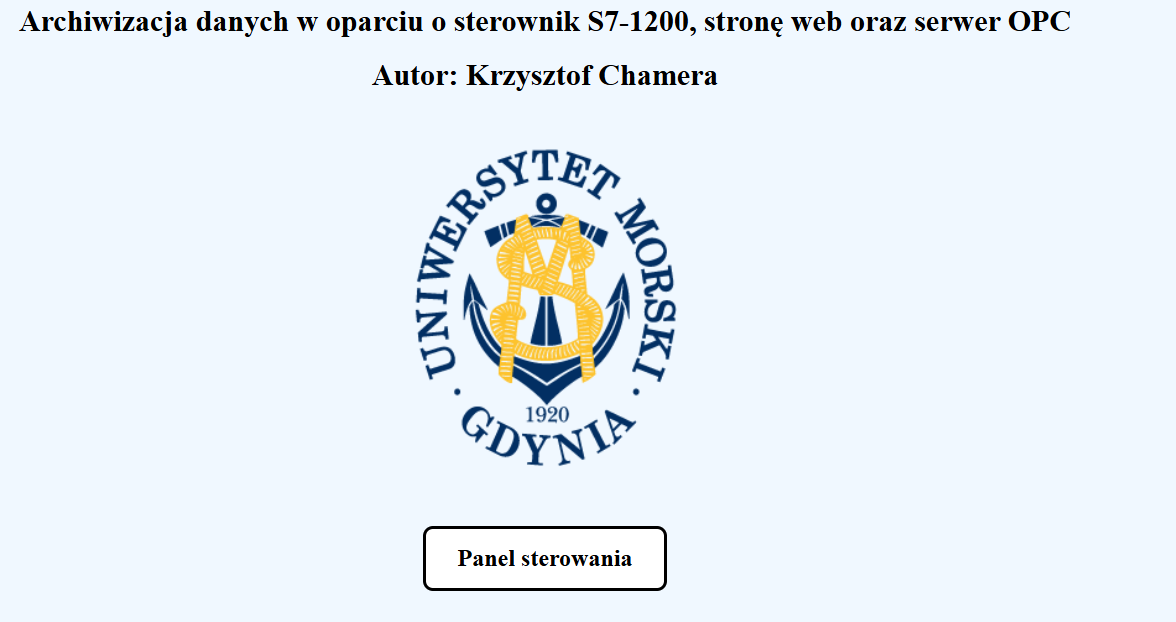 Archiwizacja danych w oparciu o sterownik S7-1200, stronę web oraz serwer OPC
Autor: Krzysztof Chamera
UNIWERSYTET MORSKI
1920
· GDYNIA ·
Panel sterowania